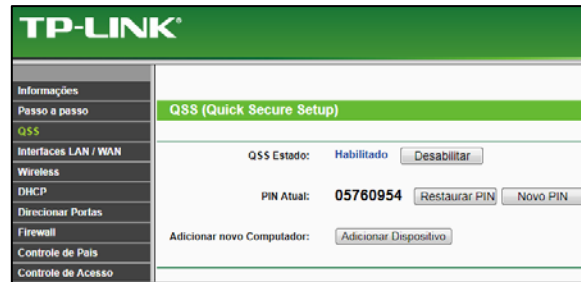 TP-LINK®
Informações
Passo a passo
QSS
Interfaces LAN / WAN
Wireless
DHCP
Direcionar Portas
Firewall
Controle de Pais
Controle de Acesso
QSS (Quick Secure Setup)
QSS Estado: Habilitado Desabilitar
PIN Atual: 05760954 Restaurar PIN Novo PIN
Adicionar novo Computador: Adicionar Dispositivo